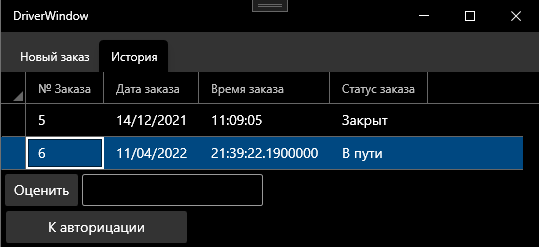 DriverWindow
Новый заказ История
№ Заказа Дата заказа Время заказа Статус заказа
5 14/12/2021 11:09:05 Закрыт
6 11/04/2022 21:39:22.1900000 В пути
Оценить
К авторицации